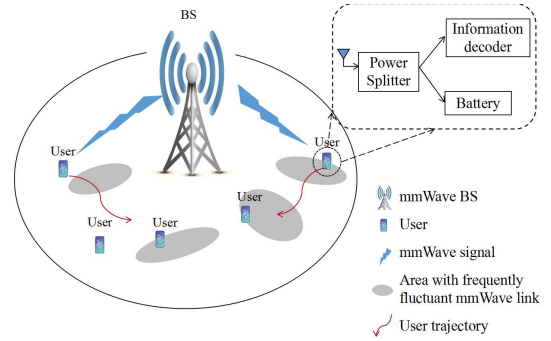 BS
Information
decoder
Power
Splitter
Battery
User
User
User
User
User
mmWave BS
User
mmWave signal
Area with frequently
fluctuant mmWave link
User trajectory